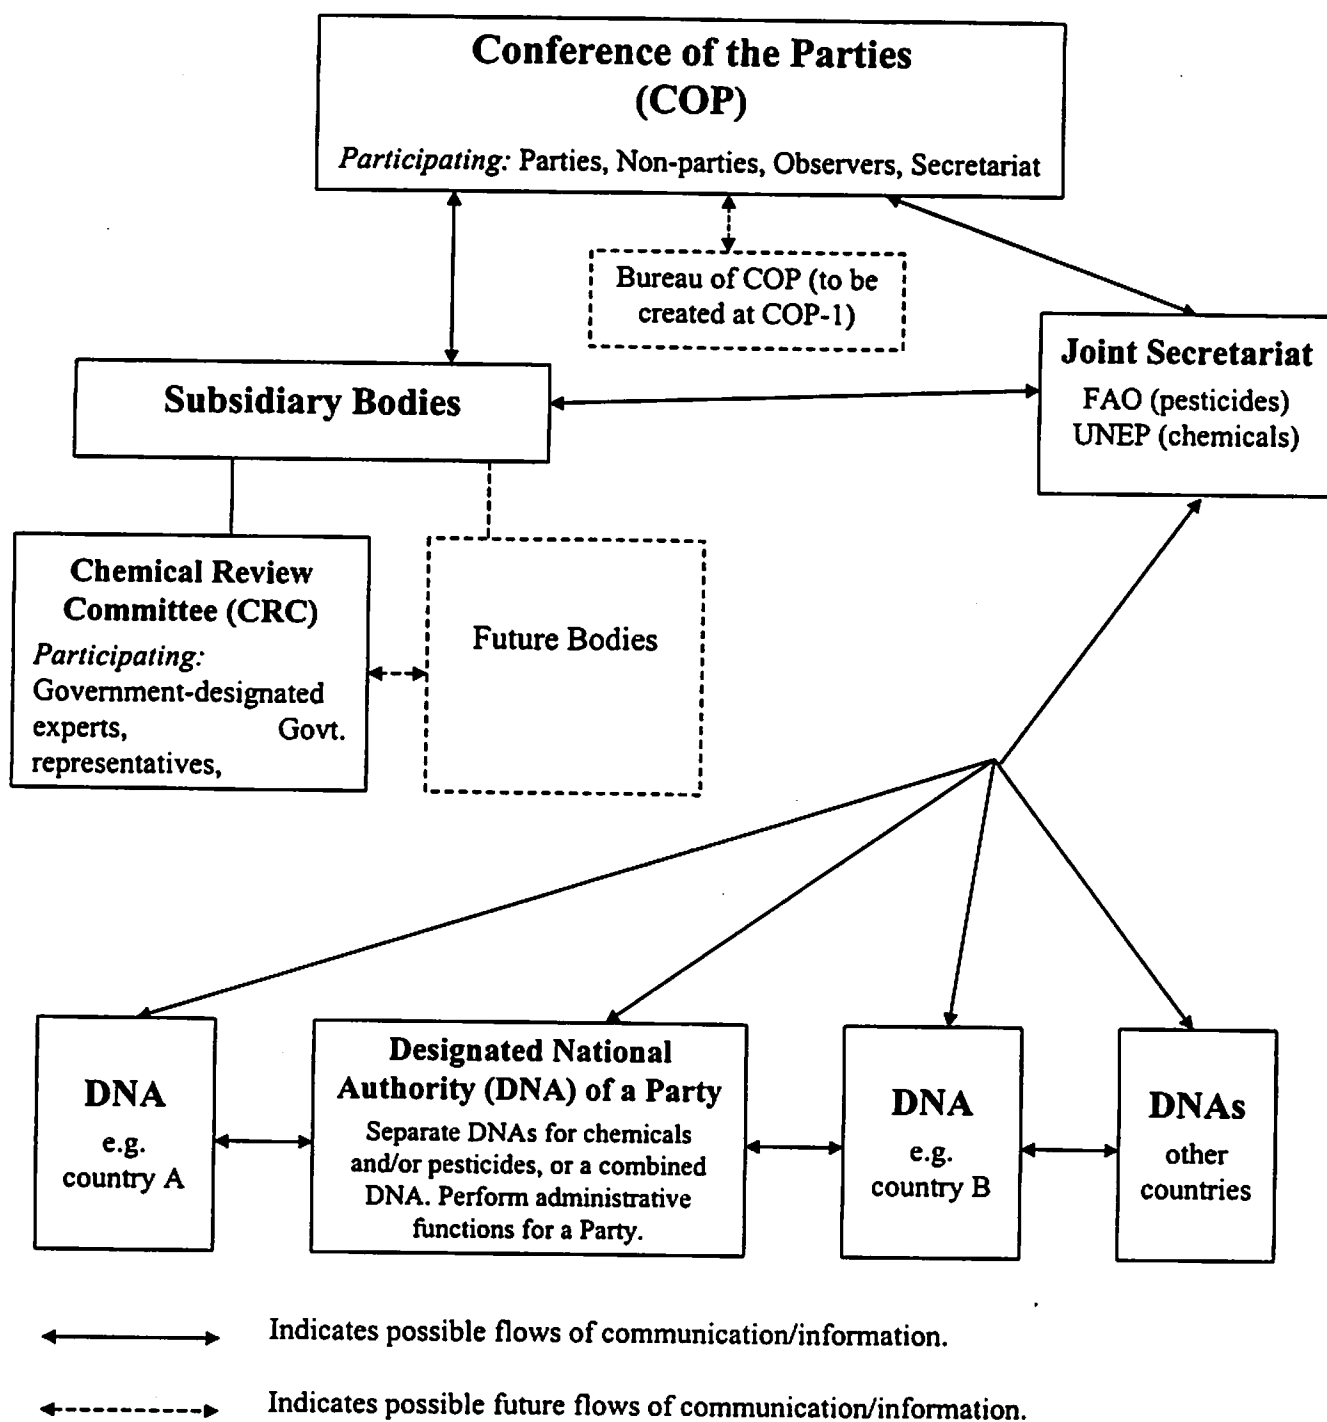 Conference of the Parties
(COP)
Participating: Parties, Non-parties, Observers, Secretariat
Bureau of COP (to be
created at COP-1)
Joint Secretariat
FAO (pesticides)
UNEP (chemicals)
Subsidiary Bodies
Chemical Review
Committee (CRC)
Participating:
Government-designated
experts, Govt.
representatives,
Future Bodies
DNA
e.g.
country A
Designated National
Authority (DNA) of a Party
Separate DNAs for chemicals
and/or pesticides, or a combined
DNA. Perform administrative
functions for a Party.
DNA
e.g.
country B
DNAs
other
countries
Indicates possible flows of communication/information.
Indicates possible future flows of communication/information.